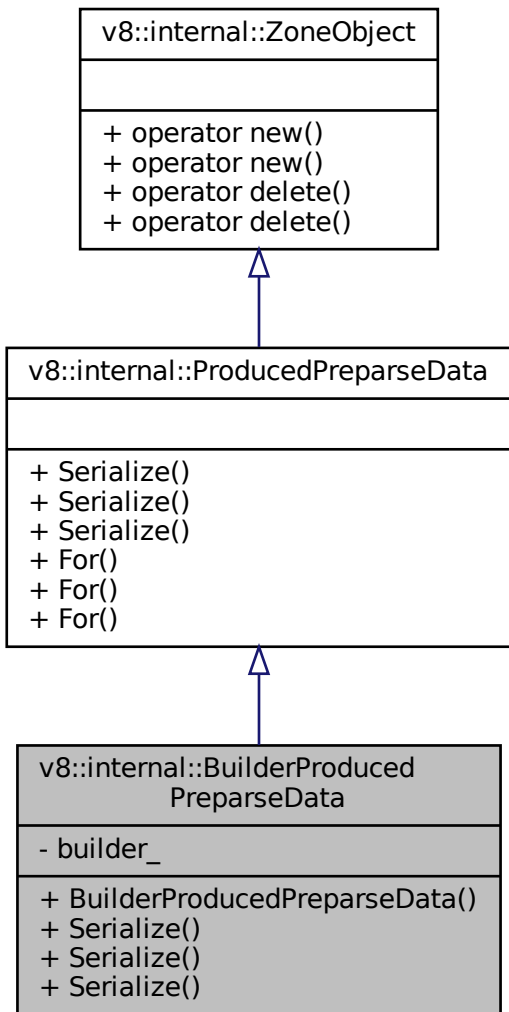 v8::internal::ZoneObject
+ operator new()
+ operator new()
+ operator delete()
+ operator delete()
v8::internal::ProducedPreparseData
+ Serialize()
+ Serialize()
+ Serialize()
+ For()
+ For()
+ For()
v8::internal::BuilderProduced
PreparseData
- builder_
+ BuilderProducedPreparseData()
+ Serialize()
+ Serialize()
+ Serialize()